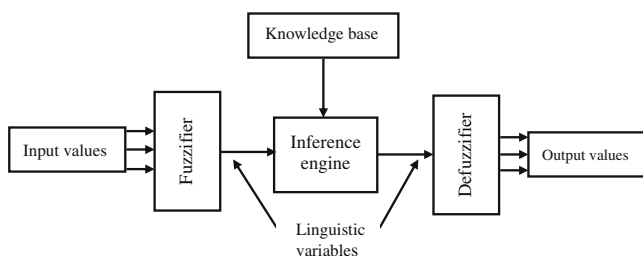 Knowledge base
Input values
Fuzzifier
Inference
engine
Defuzzifier
Output values
Linguistic
variables